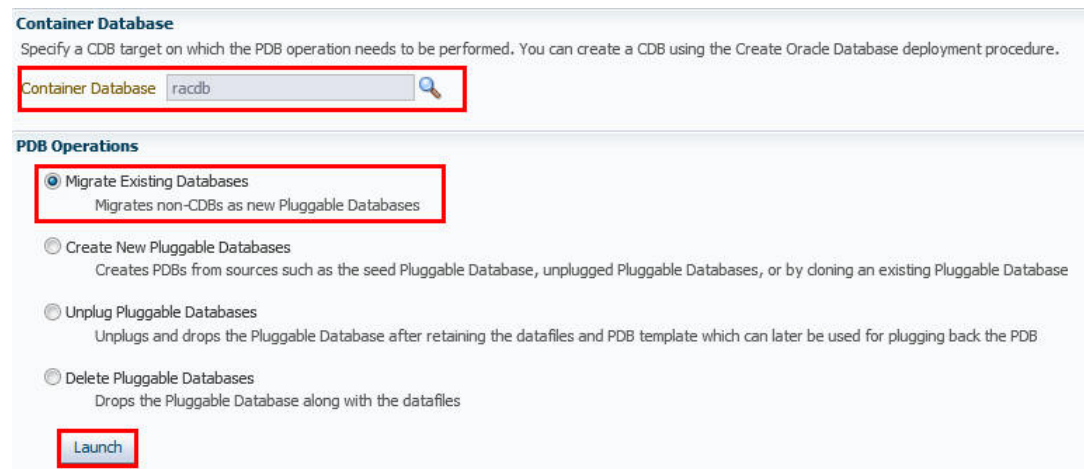 Container Database
Specify a CDB target on which the PDB operation needs to be performed. You can create a CDB using the Create Oracle Database deployment procedure.
Container Database racdb
PDB Operations
Migrate Existing Databases
Migrates non-CDBs as new Pluggable Databases
Create New Pluggable Databases
Creates PDBs from sources such as the seed Pluggable Database, unplugged Pluggable Databases, or by cloning an existing Pluggable Database
Unplug Pluggable Databases
Unplugs and drops the Pluggable Database after retaining the datafiles and PDB template which can later be used for plugging back the PDB
Delete Pluggable Databases
Drops the Pluggable Database along with the datafiles
Launch